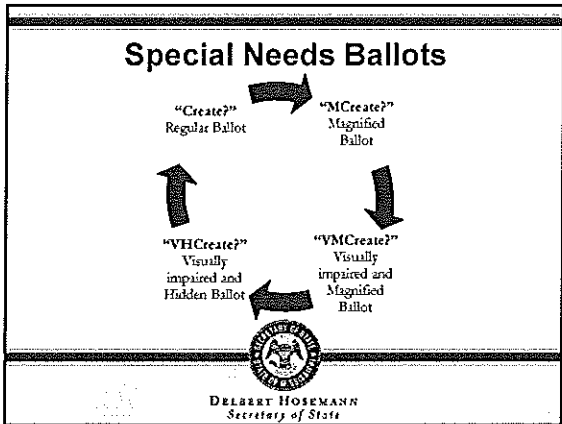 Special Needs Ballots
"Create?"
Regular Ballot
"MCreate?"
Magnified
Ballot
"VMCreate?"
Visually
impaired and
Magnified
Ballot
"VHCreate?"
Visually
impaired and
Hidden Ballot
DELBERT HOSEMANN
Secretary of State